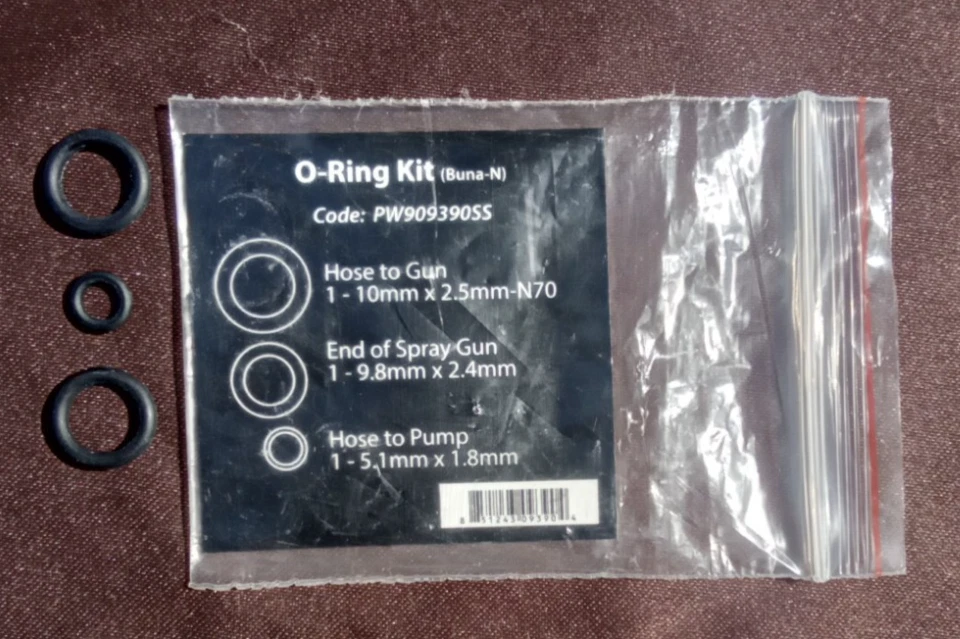 O-Ring Kit (Buna-N)
Code: PW909390SS
Hose to Gun
1 - 10mm x 2.5mm-N70
End of Spray Gun
1 - 9.8mm x 2.4mm
Hose to Pump
1 - 5.1mm x 1.8mm